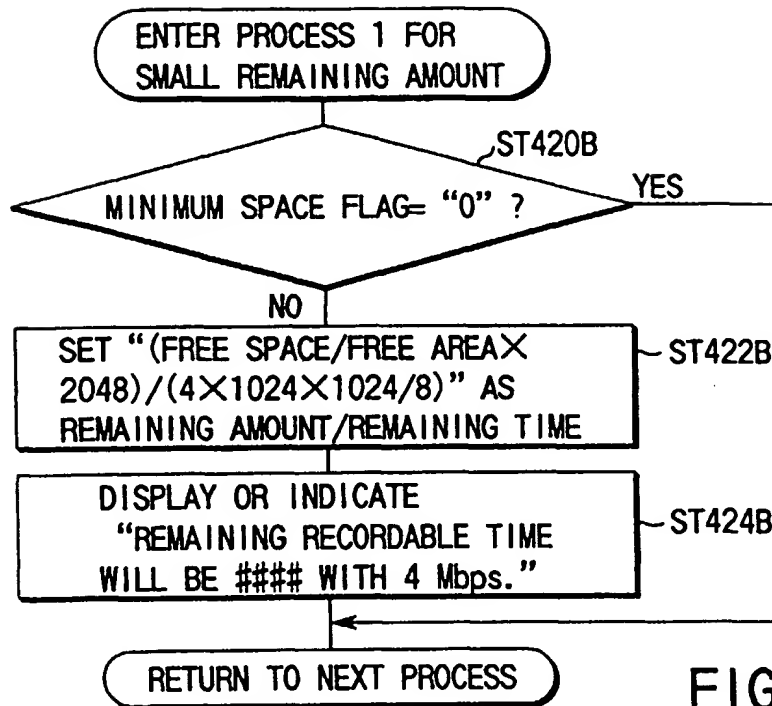 ENTER PROCESS 1 FOR
SMALL REMAINING AMOUNT
ST420B
MINIMUM SPACE FLAG= “0” ?
YES
NO
SET “(FREE SPACE/FREE AREA×
2048)/(4×1024×1024/8)” AS
REMAINING AMOUNT/REMAINING TIME
ST422B
DISPLAY OR INDICATE
“REMAINING RECORDABLE TIME
WILL BE #### WITH 4 Mbps.”
ST424B
RETURN TO NEXT PROCESS
FIG